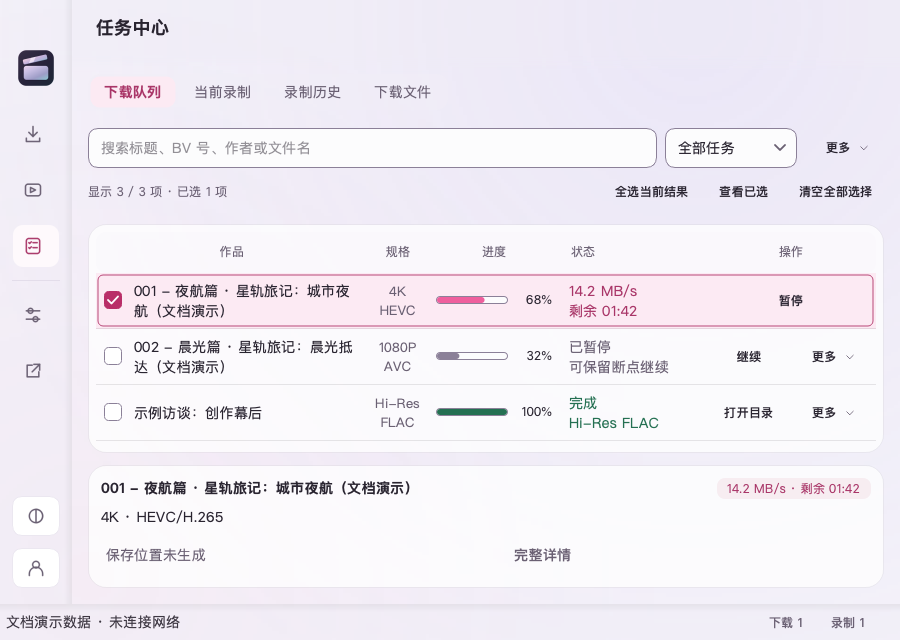 任务中心
下载队列 当前录制 录制历史 下载文件
搜索标题、BV 号、作者或文件名 全部任务 更多
显示 3 / 3 项 · 已选 1 项 全选当前结果 查看已选 清空全部选择
作品 规格 进度 状态 操作
001 – 夜航篇 · 星轨旅记：城市夜航（文档演示） 4K HEVC 68% 14.2 MB/s 剩余 01:42 暂停
002 – 晨光篇 · 星轨旅记：晨光抵达（文档演示） 1080P AVC 32% 已暂停 可保留断点继续 继续 更多
示例访谈：创作幕后 Hi-Res FLAC 100% 完成 Hi-Res FLAC 打开目录 更多
001 – 夜航篇 · 星轨旅记：城市夜航（文档演示） 14.2 MB/s · 剩余 01:42
4K · HEVC/H.265
保存位置未生成 完整详情
文档演示数据 · 未连接网络 下载 1 录制 1